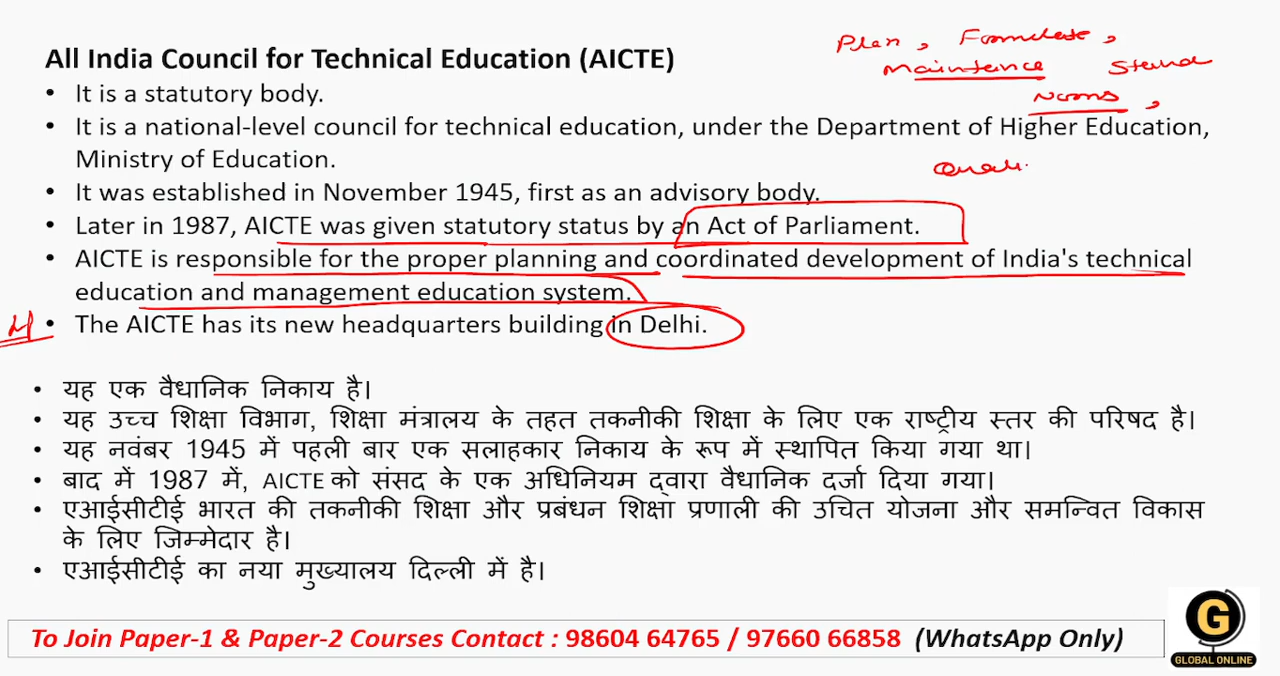 Plan, Formulate,
Maintaince Stand
Norms,
All India Council for Technical Education (AICTE)
• It is a statutory body.
• It is a national-level council for technical education, under the Department of Higher Education,
Ministry of Education.
• It was established in November 1945, first as an advisory body.
• Later in 1987, AICTE was given statutory status by an Act of Parliament.
• AICTE is responsible for the proper planning and coordinated development of India's technical
education and management education system.
• The AICTE has its new headquarters building in Delhi.
• यह एक वैधानिक निकाय है।
• यह उच्च शिक्षा विभाग, शिक्षा मंत्रालय के तहत तकनीकी शिक्षा के लिए एक राष्ट्रीय स्तर की परिषद है।
• यह नवंबर 1945 में पहली बार एक सलाहकार निकाय के रूप में स्थापित किया गया था।
• बाद में 1987 में, AICTE को संसद के एक अधिनियम द्वारा वैधानिक दर्जा दिया गया।
• एआईसीटीई भारत की तकनीकी शिक्षा और प्रबंधन शिक्षा प्रणाली की उचित योजना और समन्वित विकास
के लिए जिम्मेदार है।
• एआईसीटीई का नया मुख्यालय दिल्ली में है।
To Join Paper-1 & Paper-2 Courses Contact : 98604 64765 / 97660 66858 (WhatsApp Only)
G
GLOBAL ONLINE